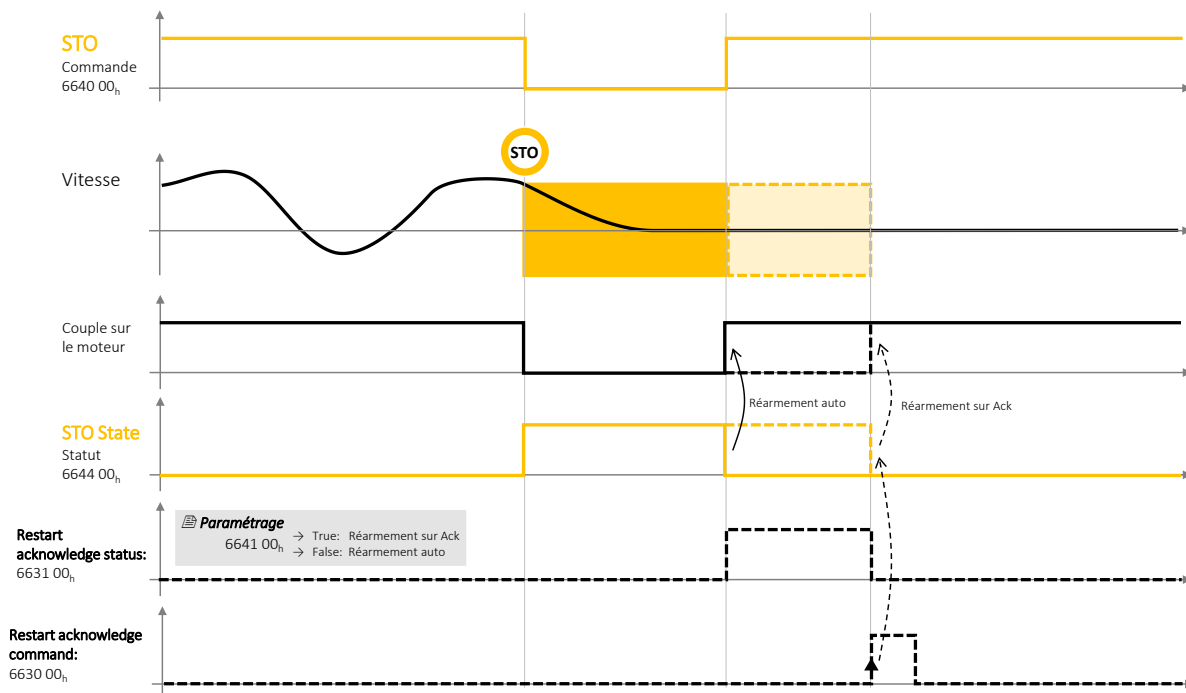 STO
Commande
6640 00h
STO
Vitesse
Couple sur
le moteur
Réarmement auto
Réarmement sur Ack
STO State
Statut
6644 00h
Paramétrage
6641 00h
→ True: Réarmement sur Ack
→ False: Réarmement auto
Restart
acknowledge status:
6631 00h
Restart acknowledge
command:
6630 00h